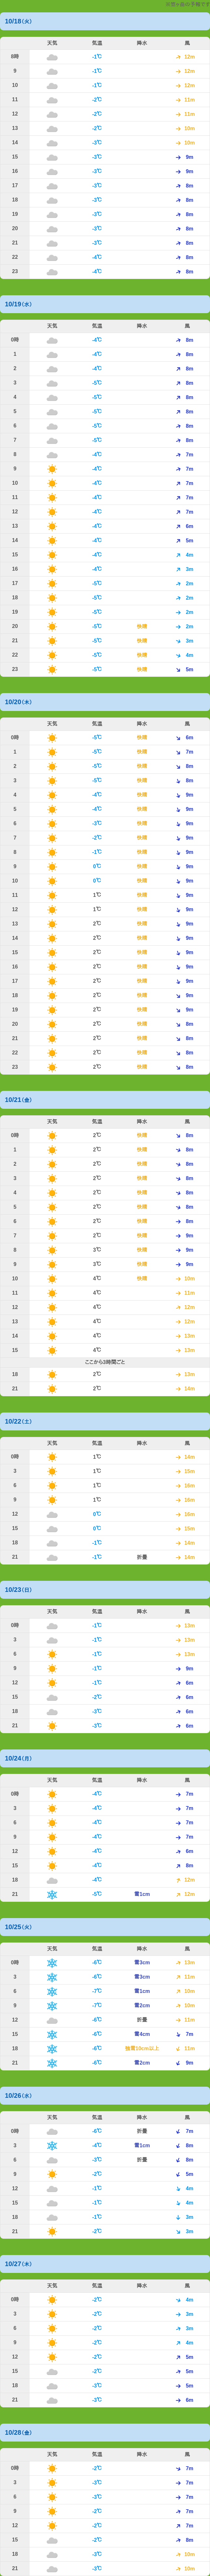 10/18(火)
天気 気温 降水 風
8時 -1℃ 12m
9 -1℃ 12m
10 -1℃ 12m
11 -2℃ 11m
12 -2℃ 11m
13 -2℃ 10m
14 -3℃ 10m
15 -3℃ 9m
16 -3℃ 9m
17 -3℃ 8m
18 -3℃ 8m
19 -3℃ 8m
20 -3℃ 8m
21 -3℃ 8m
22 -4℃ 8m
23 -4℃ 8m
10/19(水)
天気 気温 降水 風
0時 -4℃ 8m
1 -4℃ 8m
2 -4℃ 8m
3 -5℃ 8m
4 -5℃ 8m
5 -5℃ 8m
6 -5℃ 8m
7 -5℃ 8m
8 -4℃ 7m
9 -4℃ 7m
10 -4℃ 7m
11 -4℃ 7m
12 -4℃ 7m
13 -4℃ 6m
14 -4℃ 5m
15 -4℃ 4m
16 -4℃ 3m
17 -5℃ 2m
18 -5℃ 2m
19 -5℃ 2m
20 -5℃ 快晴 2m
21 -5℃ 快晴 3m
22 -5℃ 快晴 4m
23 -5℃ 快晴 5m
10/20(木)
天気 気温 降水 風
0時 -5℃ 快晴 6m
1 -5℃ 快晴 7m
2 -5℃ 快晴 8m
3 -5℃ 快晴 8m
4 -4℃ 快晴 9m
5 -4℃ 快晴 9m
6 -3℃ 快晴 9m
7 -2℃ 快晴 9m
8 -1℃ 快晴 9m
9 0℃ 快晴 9m
10 0℃ 快晴 9m
11 1℃ 快晴 9m
12 1℃ 快晴 9m
13 2℃ 快晴 9m
14 2℃ 快晴 9m
15 2℃ 快晴 9m
16 2℃ 快晴 9m
17 2℃ 快晴 9m
18 2℃ 快晴 9m
19 2℃ 快晴 9m
20 2℃ 快晴 8m
21 2℃ 快晴 8m
22 2℃ 快晴 8m
23 2℃ 快晴 8m
10/21(金)
天気 気温 降水 風
0時 2℃ 快晴 8m
1 2℃ 快晴 8m
2 2℃ 快晴 8m
3 2℃ 快晴 8m
4 2℃ 快晴 8m
5 2℃ 快晴 8m
6 2℃ 快晴 8m
7 2℃ 快晴 9m
8 3℃ 快晴 9m
9 3℃ 快晴 9m
10 4℃ 快晴 10m
11 4℃ 11m
12 4℃ 12m
13 4℃ 12m
14 4℃ 13m
15 4℃ 13m
ここから3時間ごと
18 2℃ 13m
21 2℃ 14m
10/22(土)
天気 気温 降水 風
0時 1℃ 14m
3 1℃ 15m
6 1℃ 16m
9 1℃ 16m
12 0℃ 16m
15 0℃ 15m
18 -1℃ 14m
21 -1℃ 折曇 14m
10/23(日)
天気 気温 降水 風
0時 -1℃ 13m
3 -1℃ 13m
6 -1℃ 13m
9 -1℃ 9m
12 -1℃ 6m
15 -2℃ 6m
18 -3℃ 6m
21 -3℃ 6m
10/24(月)
天気 気温 降水 風
0時 -4℃ 7m
3 -4℃ 7m
6 -4℃ 7m
9 -4℃ 7m
12 -4℃ 6m
15 -4℃ 8m
18 -4℃ 12m
21 -5℃ 雪1cm 12m
10/25(火)
天気 気温 降水 風
0時 -6℃ 雪3cm 13m
3 -6℃ 雪3cm 11m
6 -7℃ 雪1cm 10m
9 -7℃ 雪2cm 10m
12 -6℃ 折曇 11m
15 -6℃ 雪4cm 7m
18 -6℃ 強雪10cm以上 11m
21 -6℃ 雪2cm 9m
10/26(水)
天気 気温 降水 風
0時 -6℃ 折曇 7m
3 -4℃ 雪1cm 8m
6 -3℃ 折曇 8m
9 -2℃ 5m
12 -1℃ 4m
15 -1℃ 4m
18 -1℃ 3m
21 -2℃ 3m
10/27(木)
天気 気温 降水 風
0時 -2℃ 4m
3 -2℃ 3m
6 -2℃ 3m
9 -2℃ 4m
12 -2℃ 5m
15 -2℃ 5m
18 -3℃ 5m
21 -3℃ 6m
10/28(金)
天気 気温 降水 風
0時 -2℃ 7m
3 -3℃ 7m
6 -3℃ 7m
9 -2℃ 7m
12 -2℃ 7m
15 -2℃ 8m
18 -3℃ 10m
21 -3℃ 10m